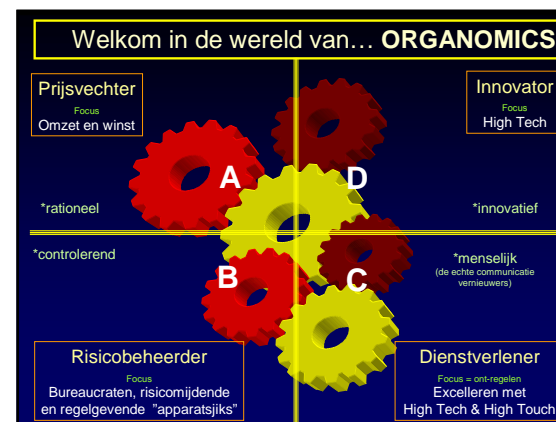 Welkom in de wereld van… ORGANOMICS
Prijsvechter
Focus
Omzet en winst
Innovator
Focus
High Tech
A
D
*rationeel
*innovatief
*controlerend
*menselijk
(de echte communicatie
vernieuwers)
B
C
Risicobeheerder
Focus
Bureaucraten, risicomijdende
en regelgevende "apparatsjiks"
Dienstverlener
Focus = ont-regelen
Excelleren met
High Tech & High Touch